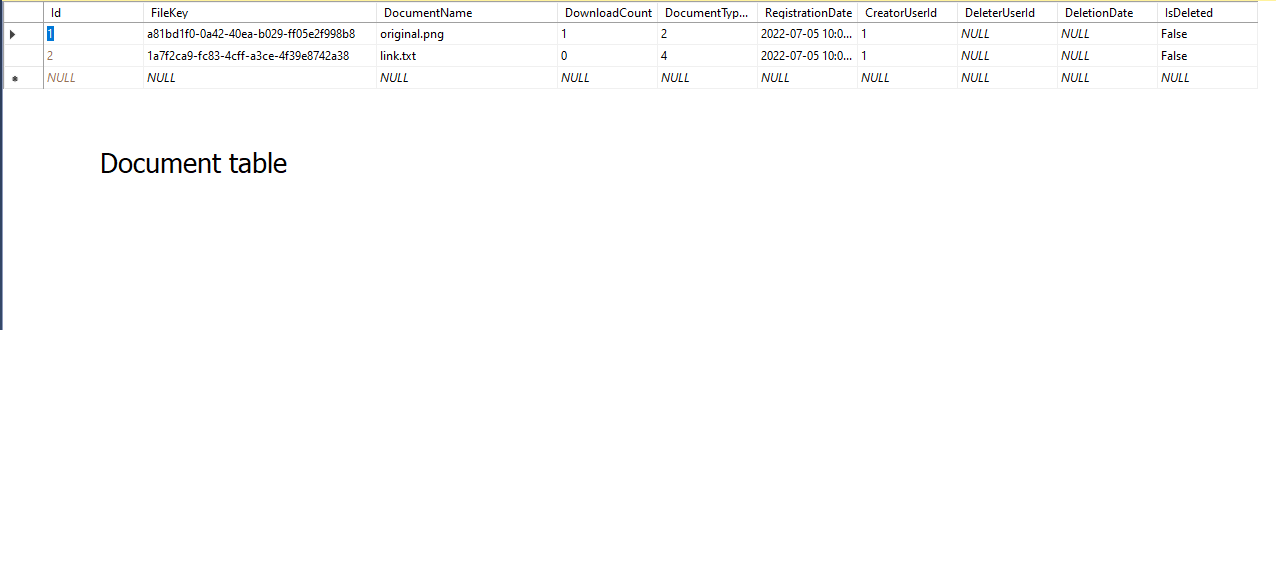 Id FileKey DocumentName DownloadCount DocumentTyp... RegistrationDate CreatorUserId DeleterUserId DeletionDate IsDeleted
1 a81bd1f0-0a42-40ea-b029-ff05e2f998b8 original.png 1 2 2022-07-05 10:0... 1 NULL NULL False
2 1a7f2ca9-fc83-4cff-a3ce-4f39e8742a38 link.txt 0 4 2022-07-05 10:0... 1 NULL NULL False
NULL NULL NULL NULL NULL NULL NULL NULL NULL NULL
Document table